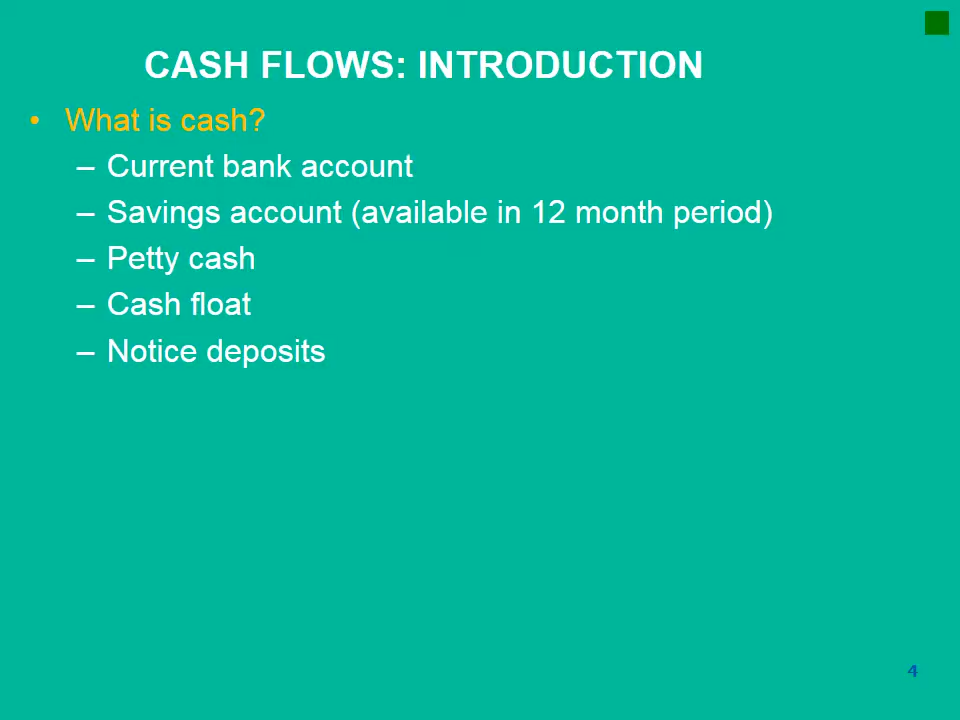 CASH FLOWS: INTRODUCTION
• What is cash?
– Current bank account
– Savings account (available in 12 month period)
– Petty cash
– Cash float
– Notice deposits
4